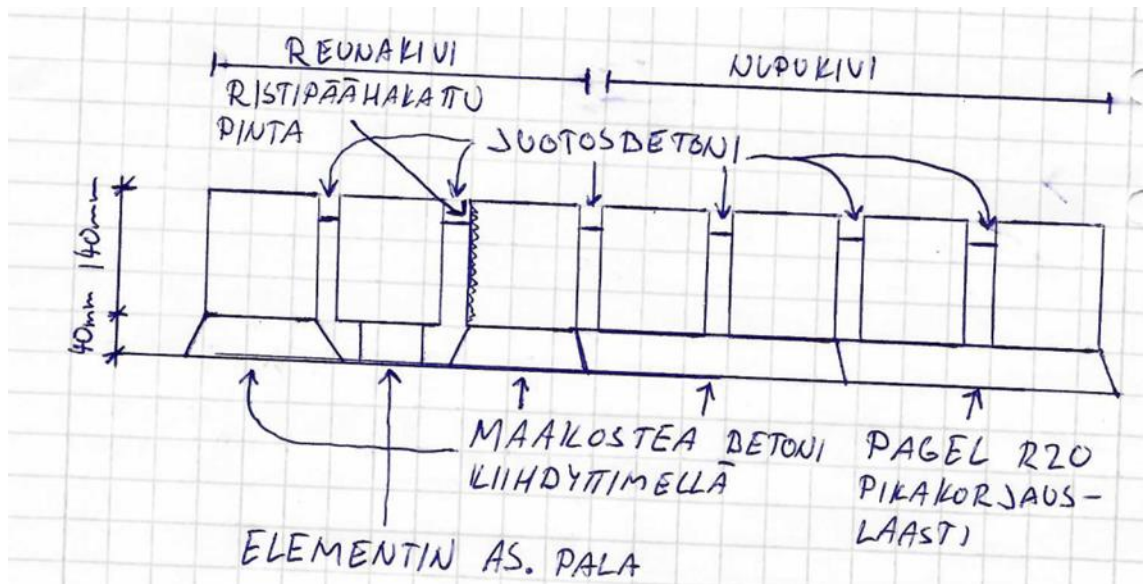 REUNAKIVI
NUPUKIVI
RISTIPÄÄHAKATTU
PINTA
JUOTOSBETONI
140mm
40mm
MAAKOSTEA BETONI
KIIHDYTTIMELLÄ
PAGEL R20
PIKAKORJAUS-
LAASTI
ELEMENTIN AS. PALA